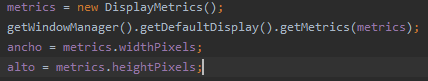 metrics = new DisplayMetrics();
getWindowManager().getDefaultDisplay().getMetrics(metrics);
ancho = metrics.widthPixels;
alto = metrics.heightPixels;